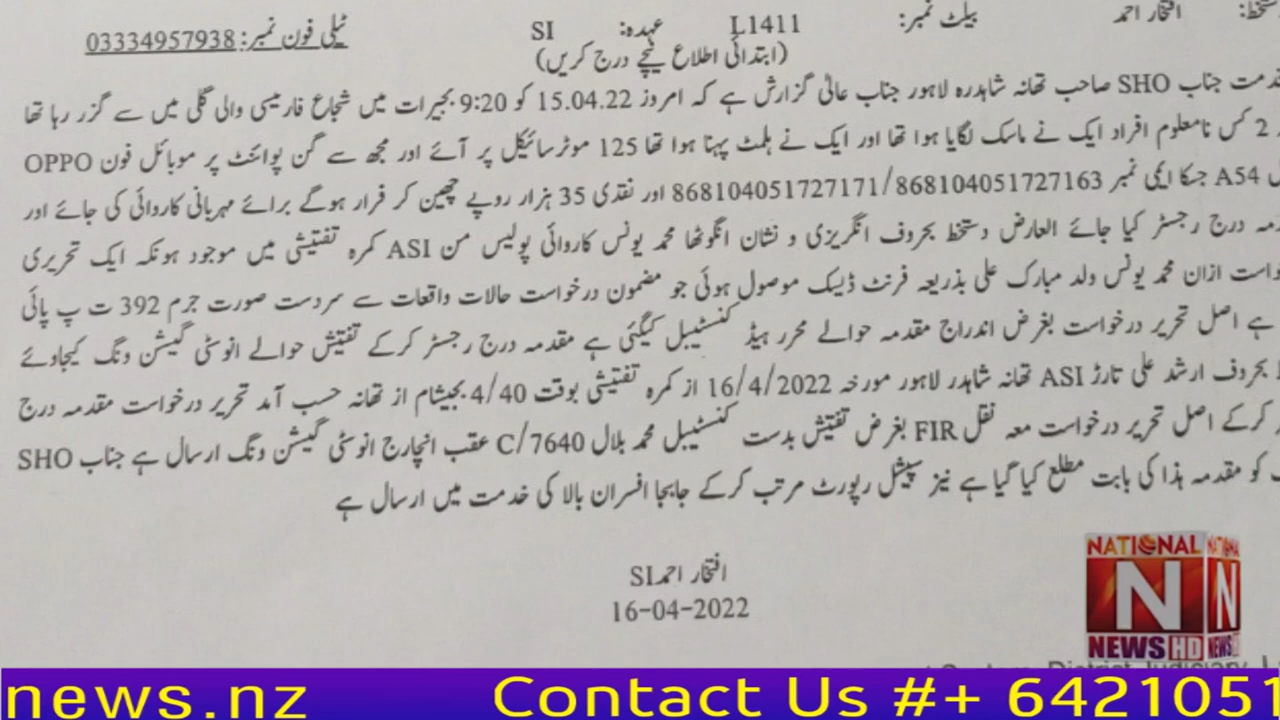 دستخط: افتخار احمد بیلٹ نمبر: L1411 عہدہ: SI ٹیلی فون نمبر: 03334957938
(ابتدائی اطلاع نیچے درج کریں)
خدمت جناب SHO صاحب تھانہ شاہدرہ لاہور جناب عالیٰ گزارش ہے کہ امروز 15.04.22 کو 9:20 بجیرات میں شجاع فارمیسی والی گلی میں سے گزر رہا تھا
2 کس نامعلوم افراد ایک نے ماسک لگایا ہوا تھا اور ایک نے ہلمٹ پہنا ہوا تھا 125 موٹرسائیکل پر آئے اور مجھ سے گن پوائنٹ پر موبائل فون OPPO
A54 جسکا ایمی نمبر 868104051727171/868104051727163 اور نقدی 35 ہزار روپے چھین کر فرار ہوگے برائے مہربانی کاروائی کی جائے اور
درج رجسٹر کیا جائے العارض دستخط بحروف انگریزی و نشان انگوٹھا محمد یونس کاروائی پولیس من ASI کمرہ تفتیشی میں موجود ہونکہ ایک تحریری
ازان محمد یونس ولد مبارک علی بذریعہ فرنٹ ڈیسک موصول ہوئی جو مضمون درخواست حالات واقعات سے سردست صورت جرم 392 ت پ پائی
ہے اصل تحریر درخواست بغرض اندراج مقدمہ حوالے محرر ہیڈ کنسٹیبل کیگئی ہے مقدمہ درج رجسٹر کرکے تفتیش حوالے انوسٹی گیشن ونگ کیجاوئے
بحروف ارشد علی تارڑ ASI تھانہ شاہدر لاہور مورخہ 16/4/2022 از کمرہ تفتیشی بوقت 4/40 بجیشام از تھانہ حسب آمد تحریر درخواست مقدمہ درج
کرکے اصل تحریر درخواست معہ نقل FIR بغرض تفتیش بدست کنسٹیبل محمد بلال C/7640 عقب انچارج انوسٹی گیشن ونگ ارسال ہے جناب SHO
کو مقدمہ ہذا کی بابت مطلع کیا گیا ہے نیز سپیشل رپورٹ مرتب کرکے جابجا افسران بالا کی خدمت میں ارسال ہے
افتخار احمد SI
16-04-2022
NATIONAL
N
NEWS HD
news.nz Contact Us #+ 6421051